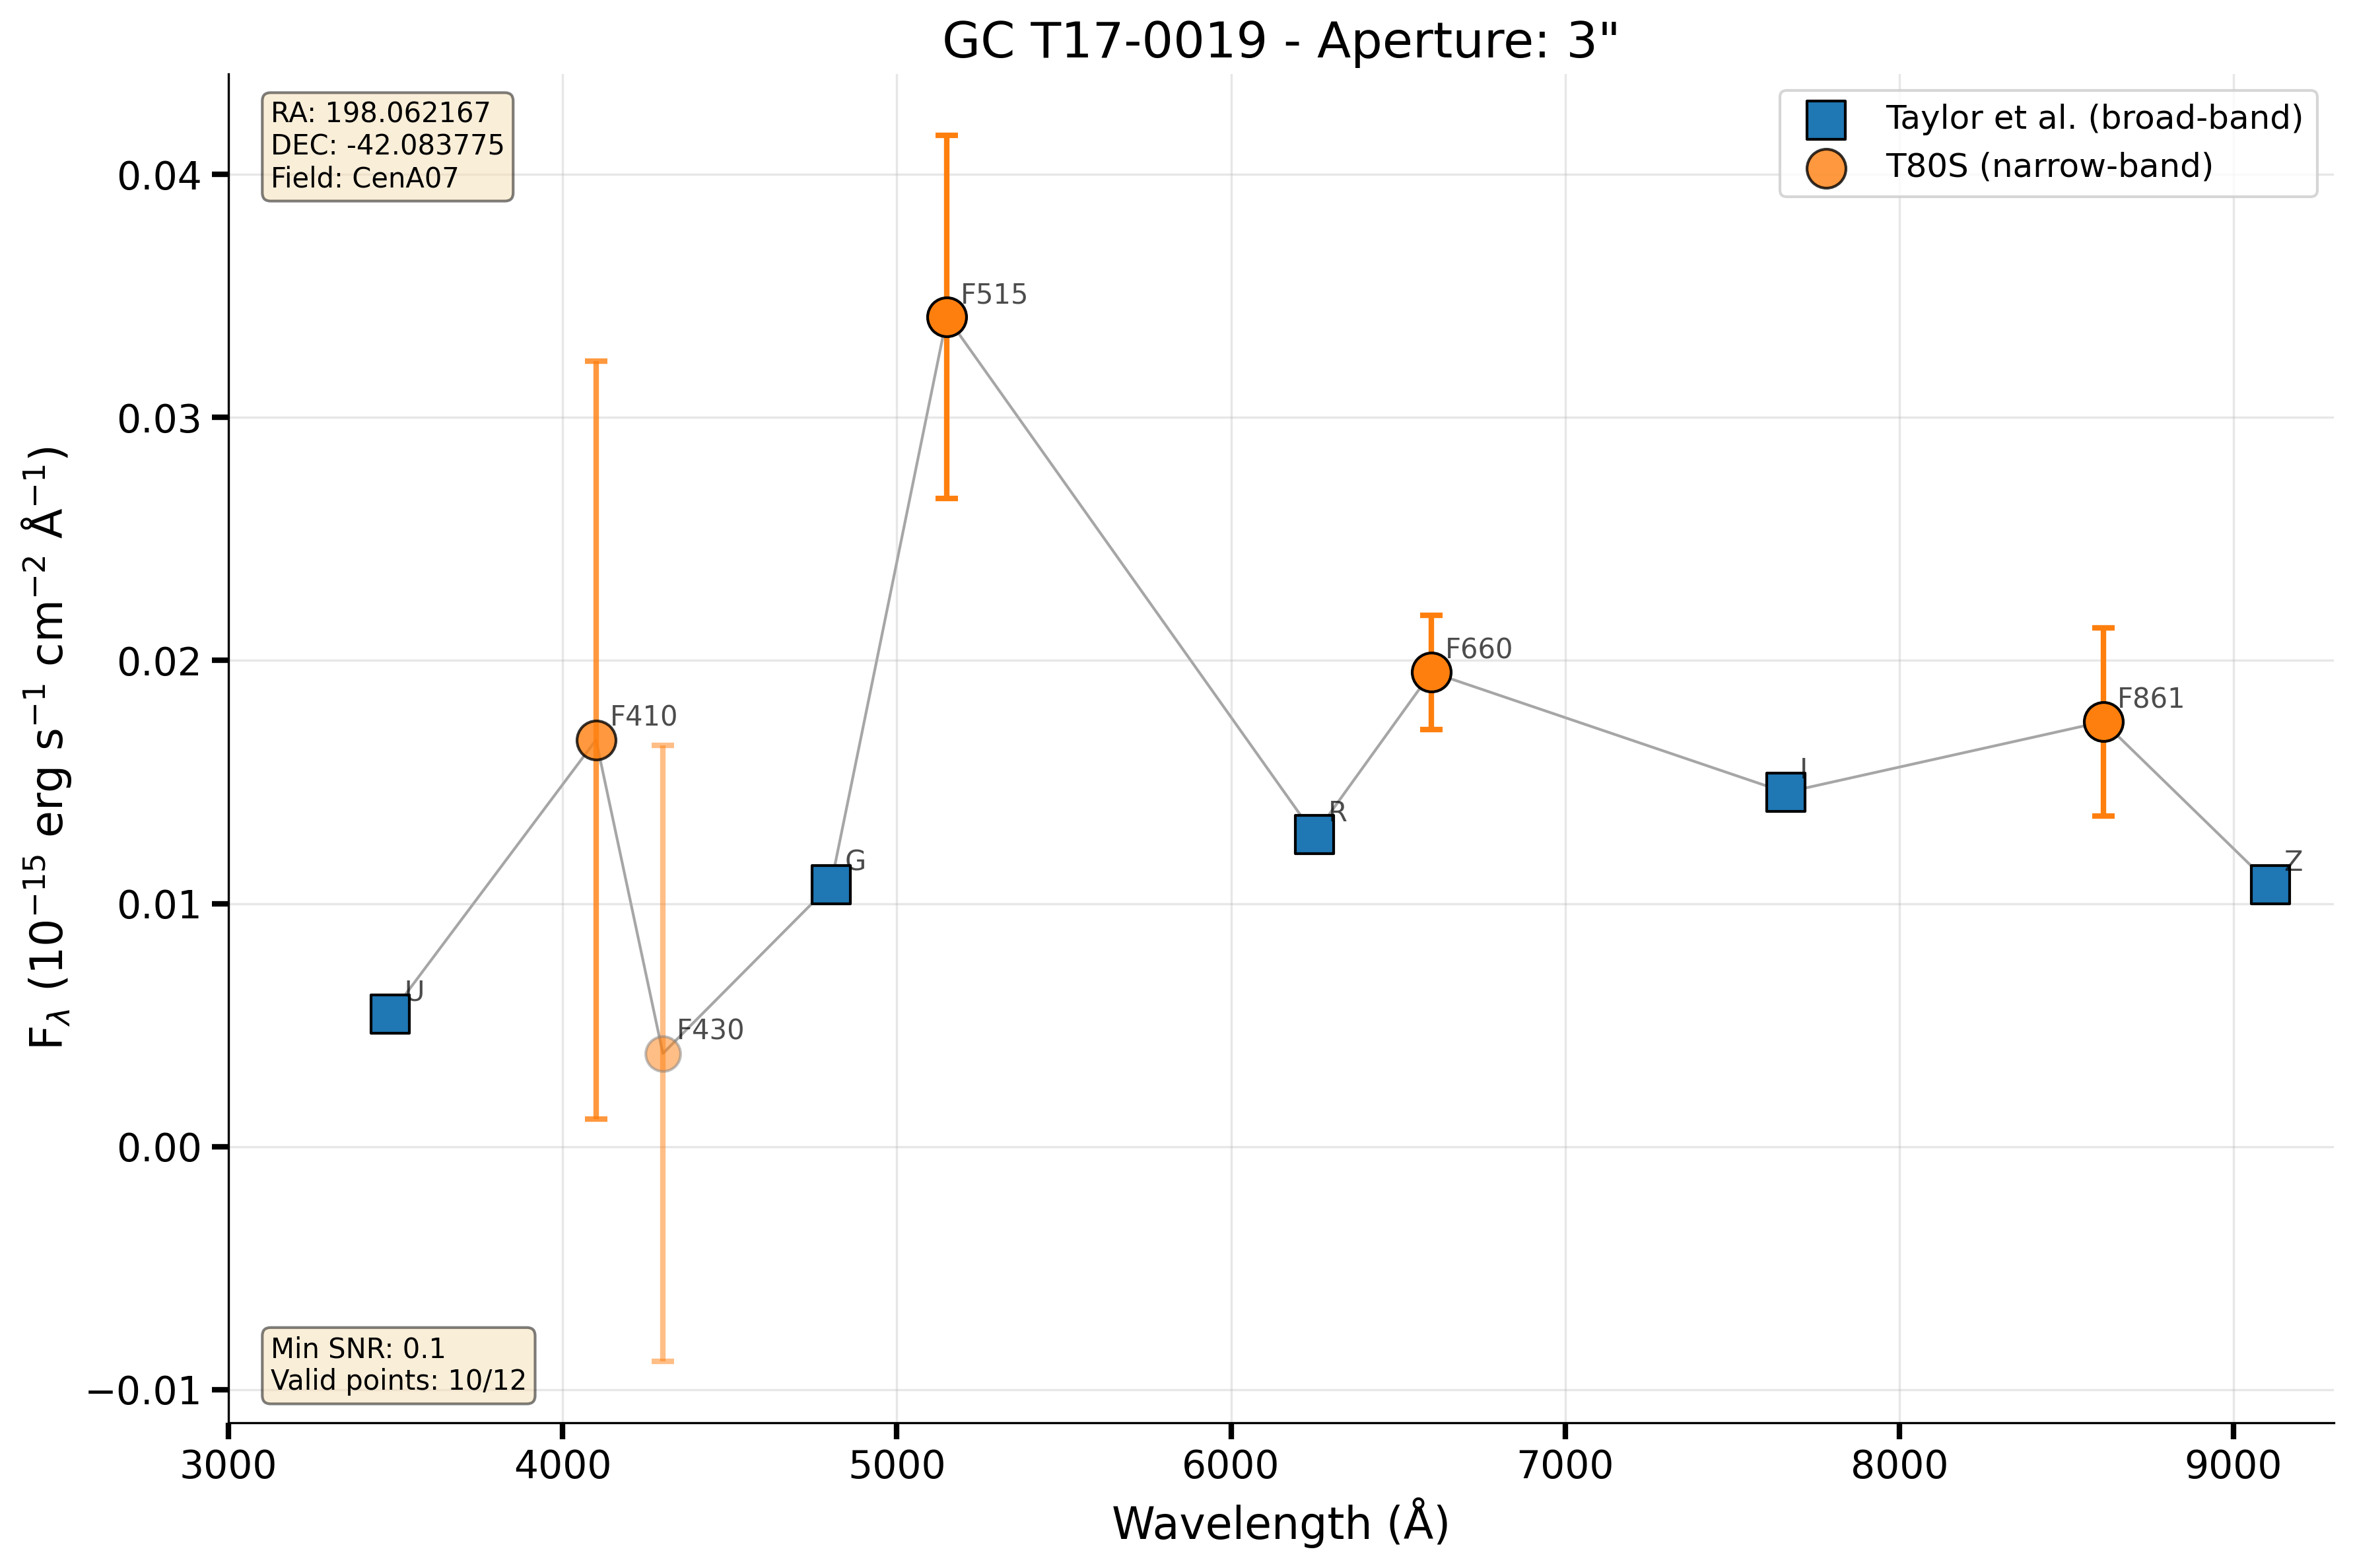 GC T17-0019 - Aperture: 3"
RA: 198.062167
DEC: -42.083775
Field: CenA07
Taylor et al. (broad-band)
T80S (narrow-band)
0.04
0.03
0.02
0.01
0.00
−0.01
F$_λ$ (10$^{−15}$ erg s$^{−1}$ cm$^{−2}$ Å$^{−1}$)
U
F410
F430
G
F515
R
F660
I
F861
Z
Min SNR: 0.1
Valid points: 10/12
3000 4000 5000 6000 7000 8000 9000
Wavelength (Å)